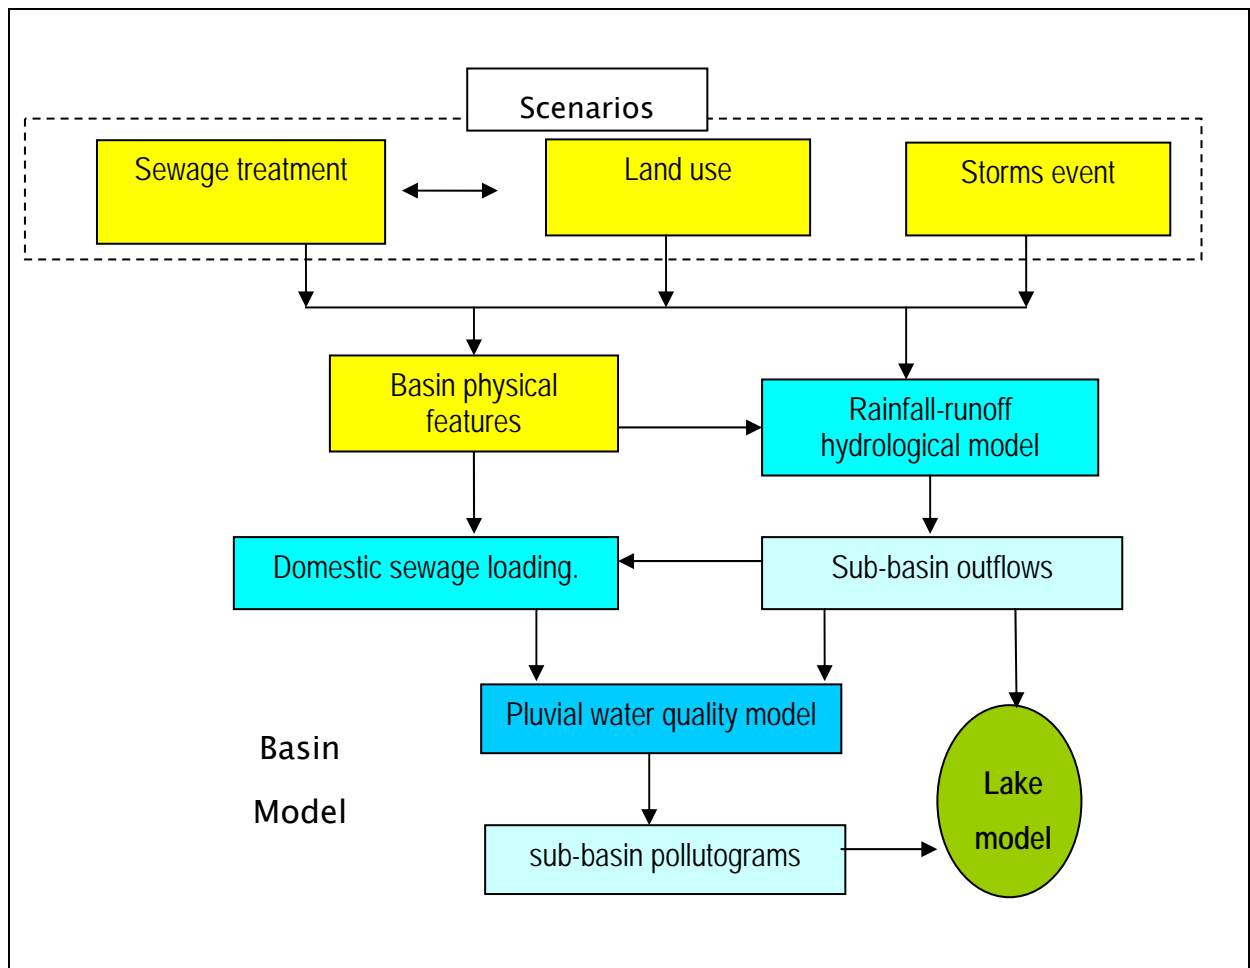 Scenarios
Sewage treatment
Land use
Storms event
Basin physical
features
Rainfall-runoff
hydrological model
Domestic sewage loading.
Sub-basin outflows
Pluvial water quality model
Basin
Model
Lake
model
sub-basin pollutograms